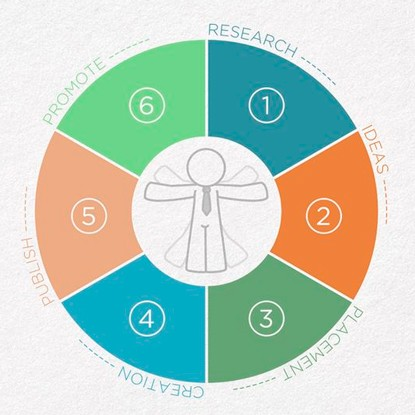 RESEARCH
1
IDEAS
2
PLACEMENT
3
CREATION
4
PUBLISH
5
PROMOTE
6